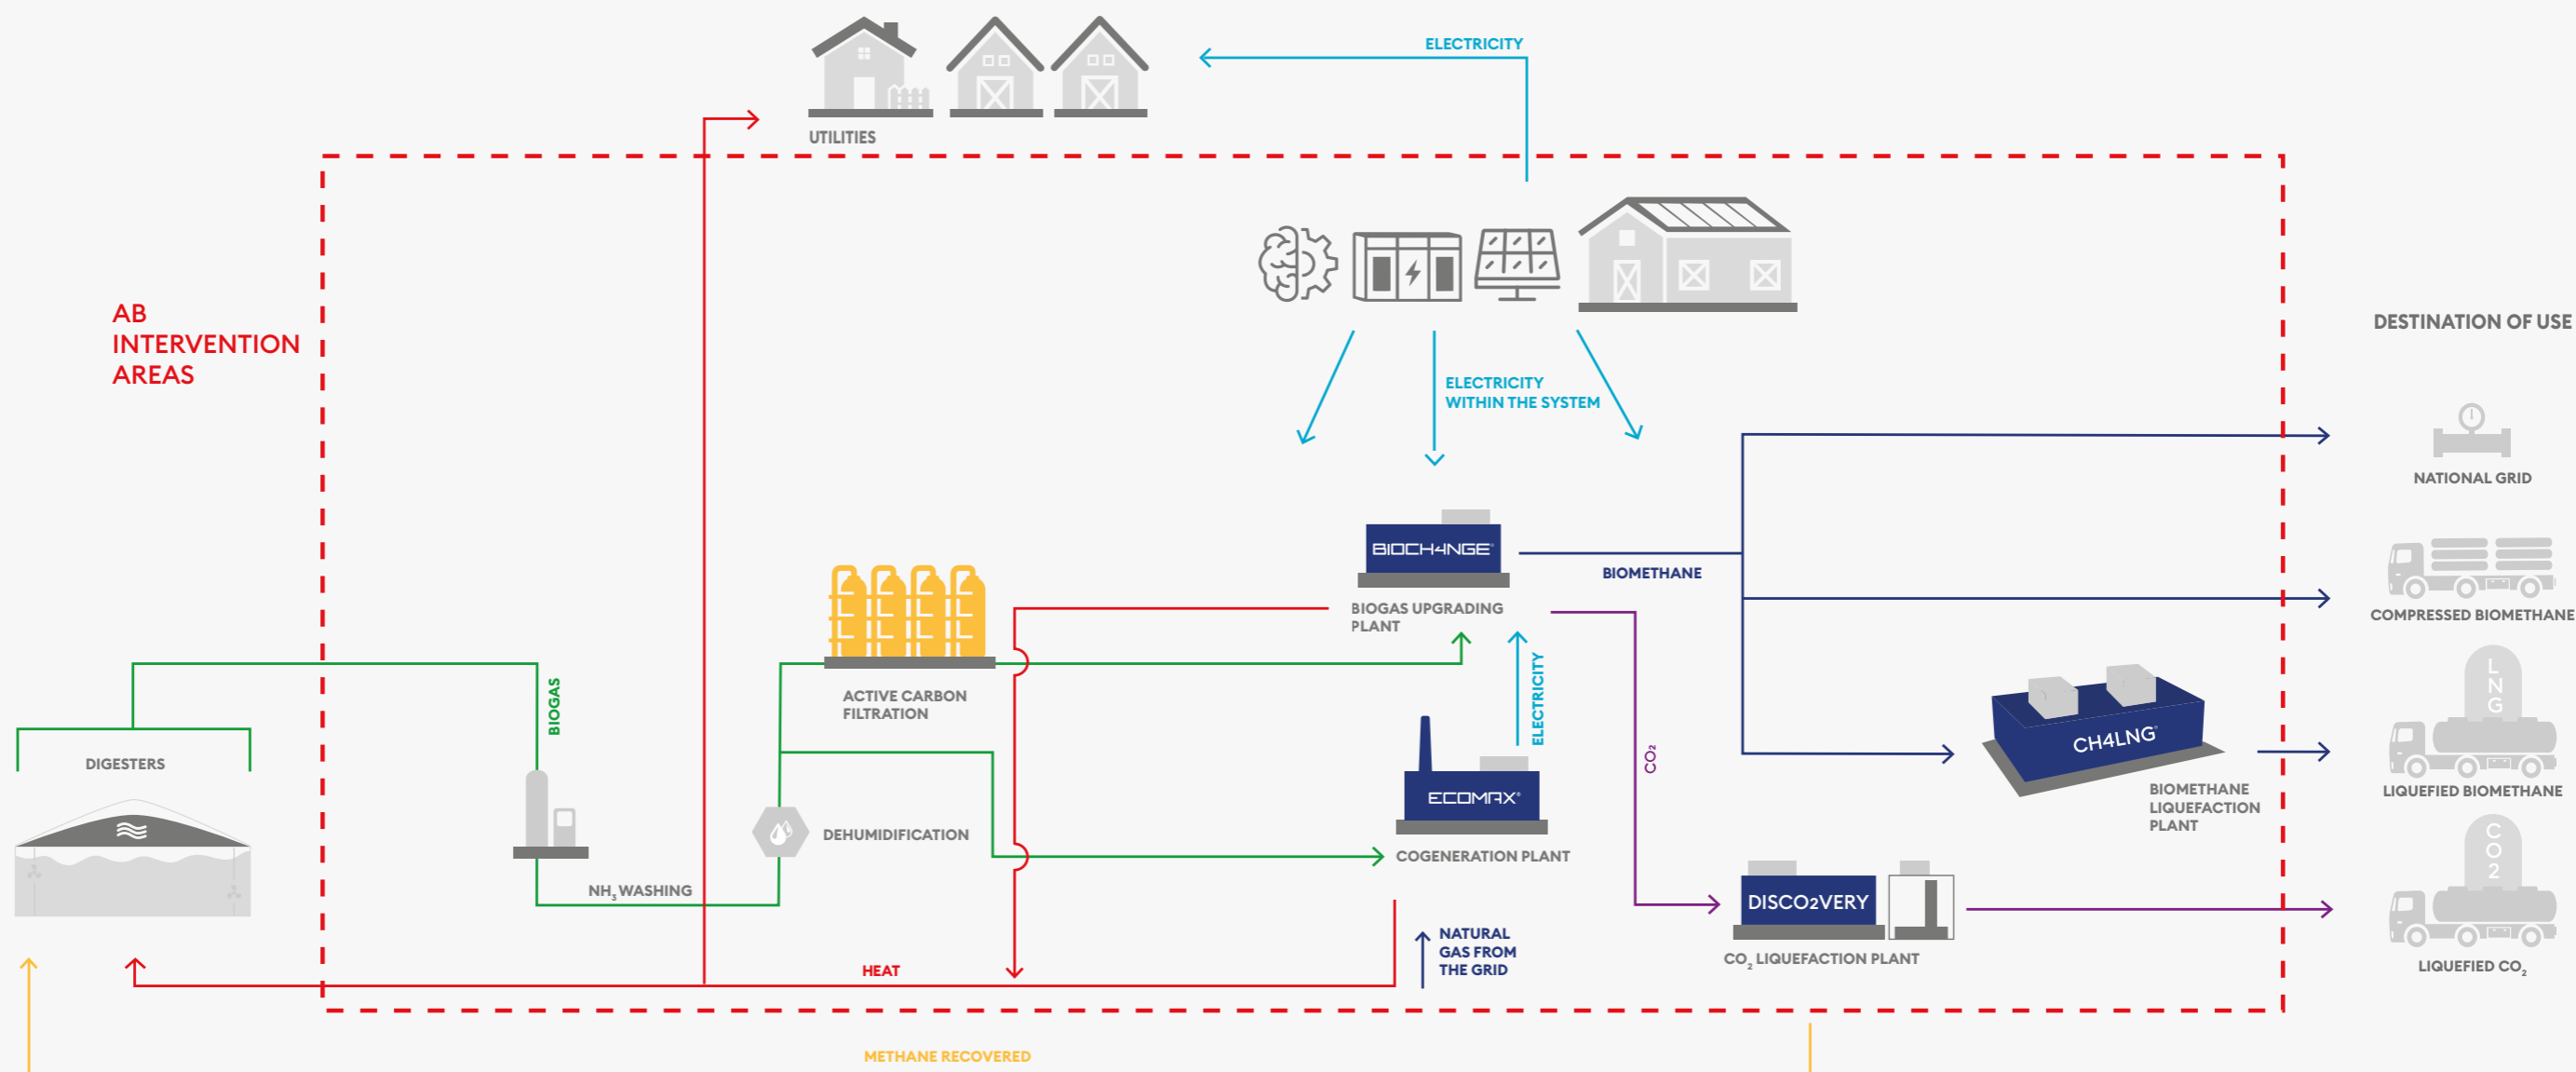 ELECTRICITY
UTILITIES
AB
INTERVENTION
AREAS
DESTINATION OF USE
ELECTRICITY
WITHIN THE SYSTEM
NATIONAL GRID
BIOCH4NGE®
BIOMETHANE
BIOGAS UPGRADING
PLANT
COMPRESSED BIOMETHANE
ACTIVE CARBON
FILTRATION
BIOGAS
ELECTRICITY
CO₂
L
N
G
DIGESTERS
CH4LNG®
ECOMAX®
LIQUEFIED BIOMETHANE
BIOMETHANE
LIQUEFACTION
PLANT
DEHUMIDIFICATION
COGENERATION PLANT
C
O
2
NH₃ WASHING
DISCO2VERY
NATURAL
GAS FROM
THE GRID
CO₂ LIQUEFACTION PLANT
LIQUEFIED CO₂
HEAT
METHANE RECOVERED